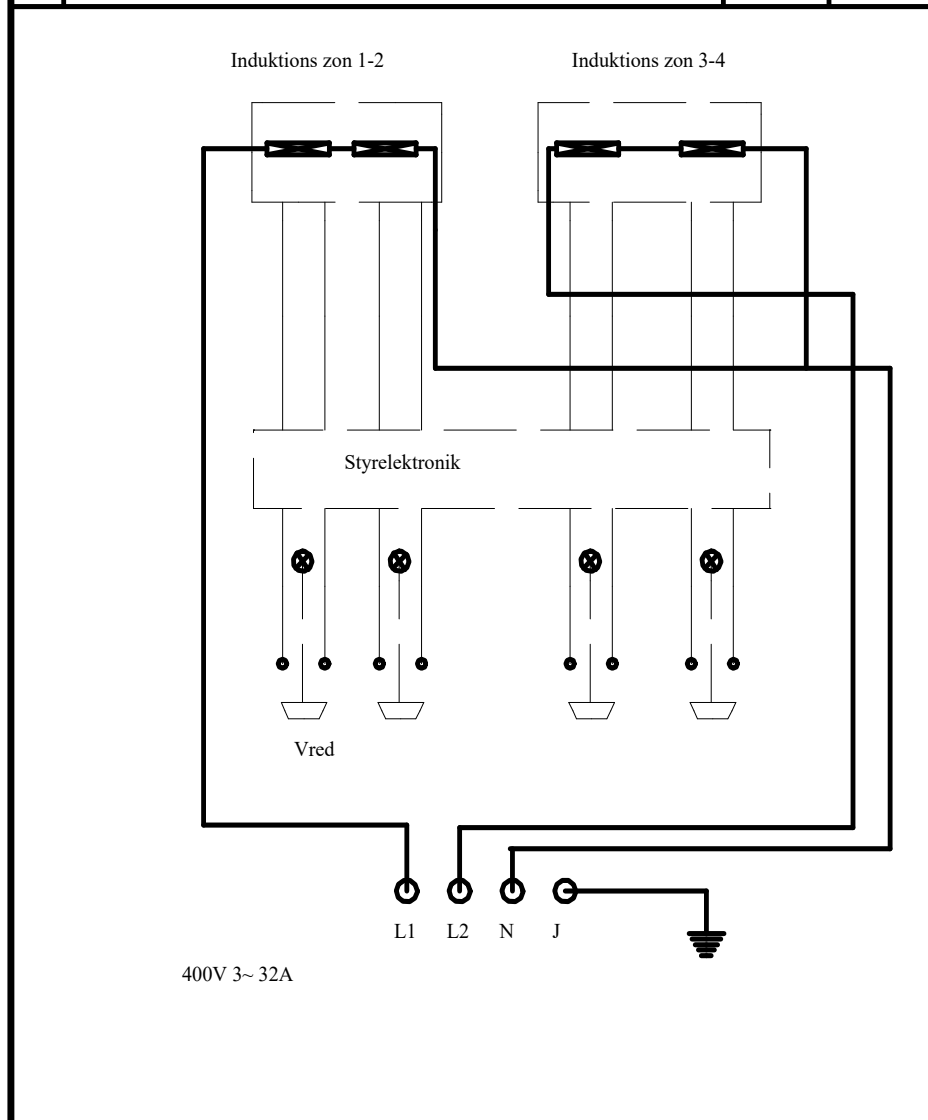 Induktions zon 1-2
Induktions zon 3-4
Styrelektronik
Vred
L1 L2 N J
400V 3~ 32A